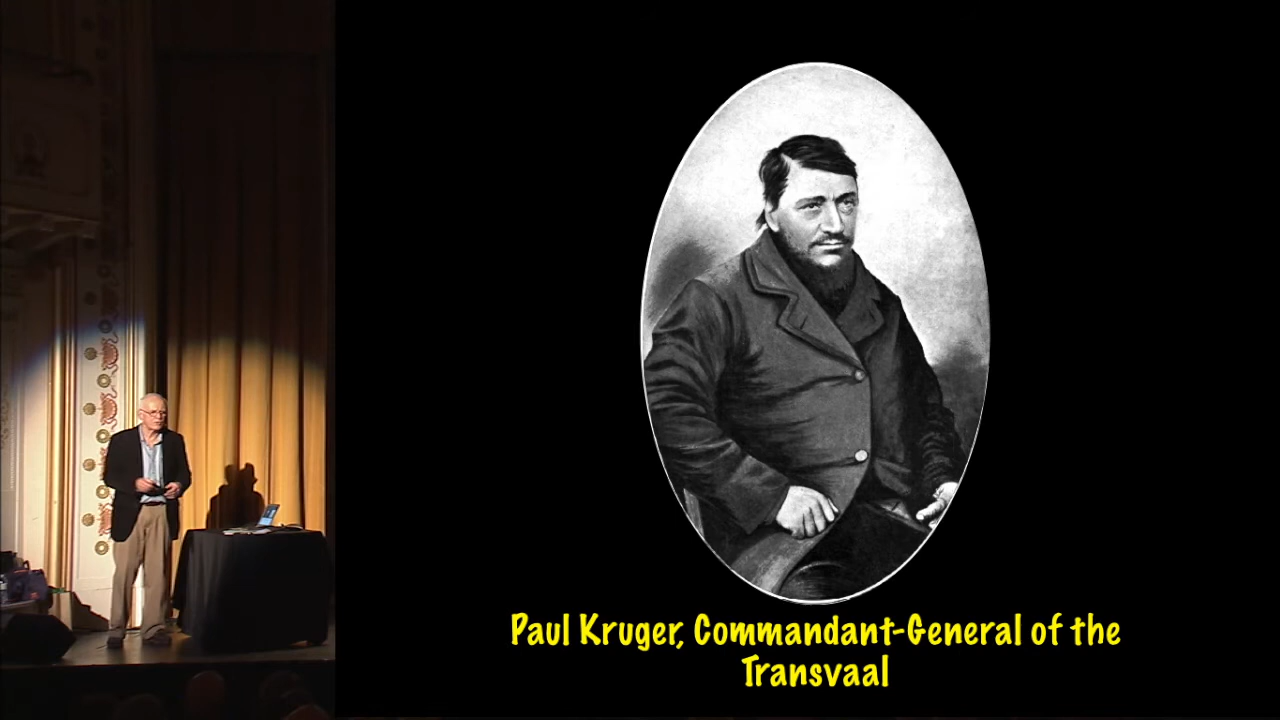 Paul Kruger, Commandant-General of the
Transvaal